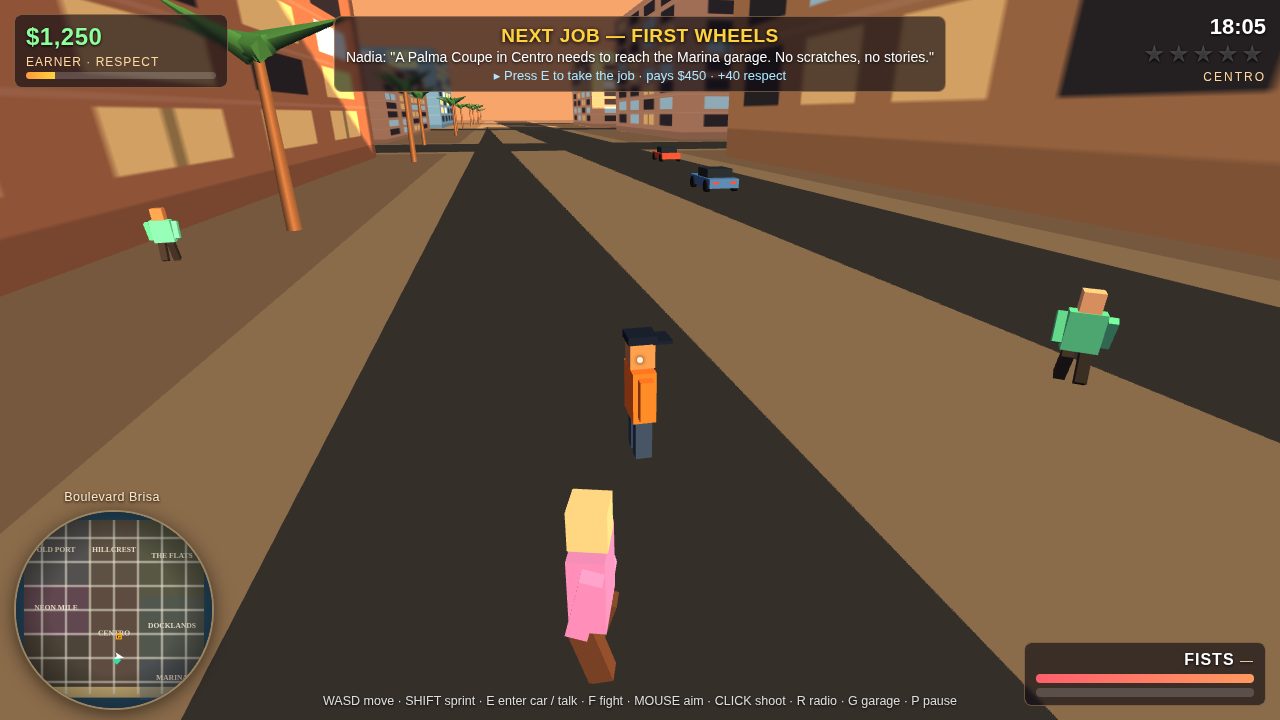 $1,250
EARNER · RESPECT
NEXT JOB — FIRST WHEELS
Nadia: "A Palma Coupe in Centro needs to reach the Marina garage. No scratches, no stories."
▸ Press E to take the job · pays $450 · +40 respect
18:05
★★★★★
CENTRO
Boulevard Brisa
OLD PORT
HILLCREST
THE FLATS
NEON MILE
CENTRO
DOCKLANDS
MARINA
FISTS —
WASD move · SHIFT sprint · E enter car / talk · F fight · MOUSE aim · CLICK shoot · R radio · G garage · P pause